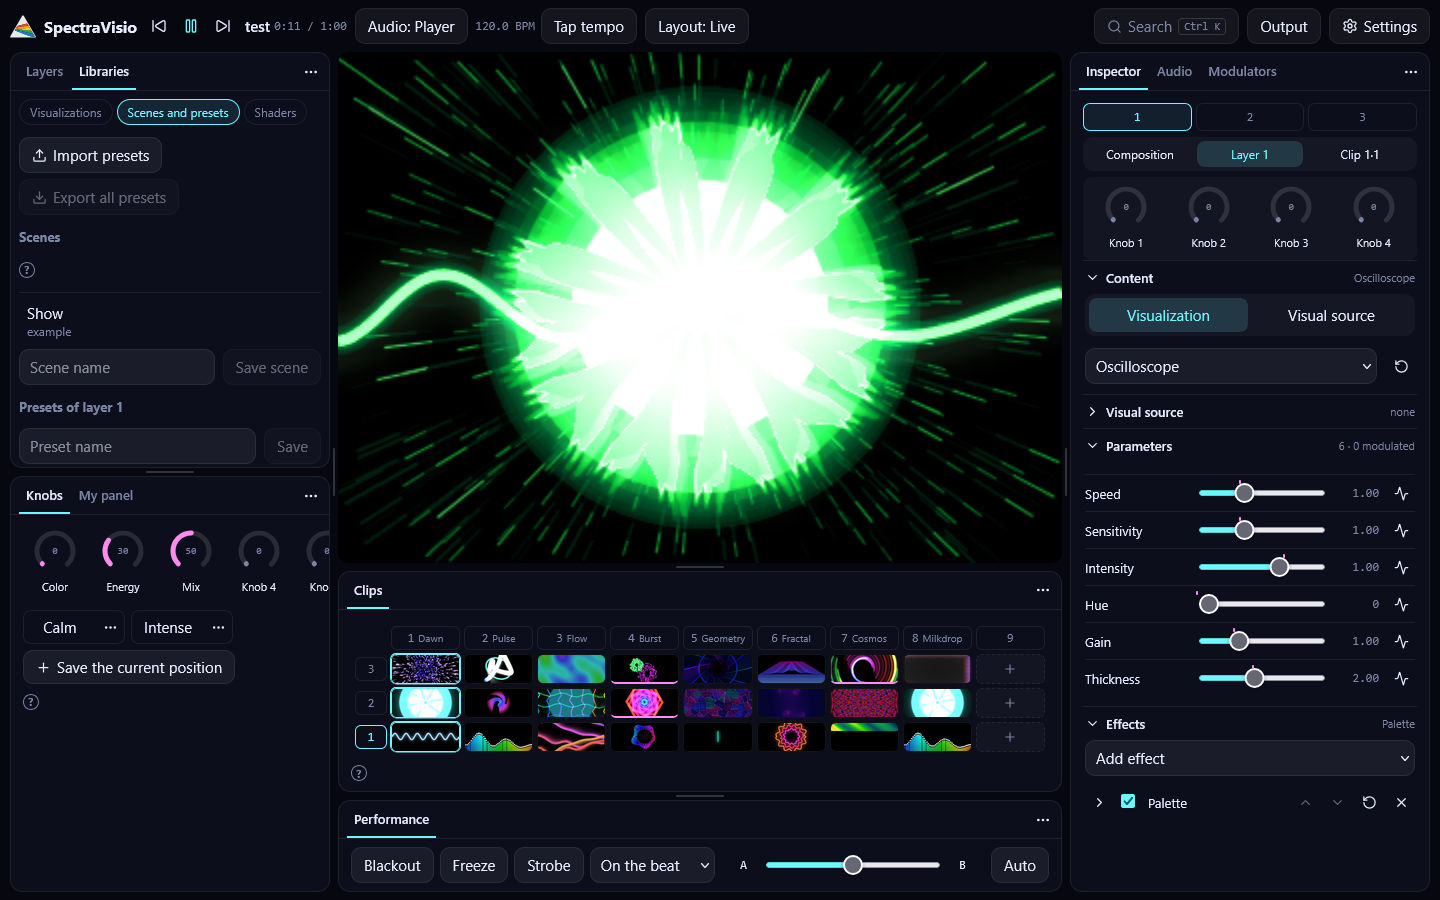 SpectraVisio test 0:11 / 1:00 Audio: Player 120.0 BPM Tap tempo Layout: Live Search Ctrl K Output Settings
Layers Libraries
Visualizations Scenes and presets Shaders
Import presets
Export all presets
Scenes
?
Show
example
Scene name Save scene
Presets of layer 1
Preset name Save
Knobs My panel
0 30 50 0 0
Color Energy Mix Knob 4 Kno
Calm Intense
+ Save the current position
?
Clips
1 Dawn 2 Pulse 3 Flow 4 Burst 5 Geometry 6 Fractal 7 Cosmos 8 Milkdrop 9
3 +
2 +
1 +
?
Performance
Blackout Freeze Strobe On the beat A B Auto
Inspector Audio Modulators
1 2 3
Composition Layer 1 Clip 1·1
0 0 0 0
Knob 1 Knob 2 Knob 3 Knob 4
Content Oscilloscope
Visualization Visual source
Oscilloscope
Visual source none
Parameters 6 · 0 modulated
Speed 1.00
Sensitivity 1.00
Intensity 1.00
Hue 0
Gain 1.00
Thickness 2.00
Effects Palette
Add effect
Palette